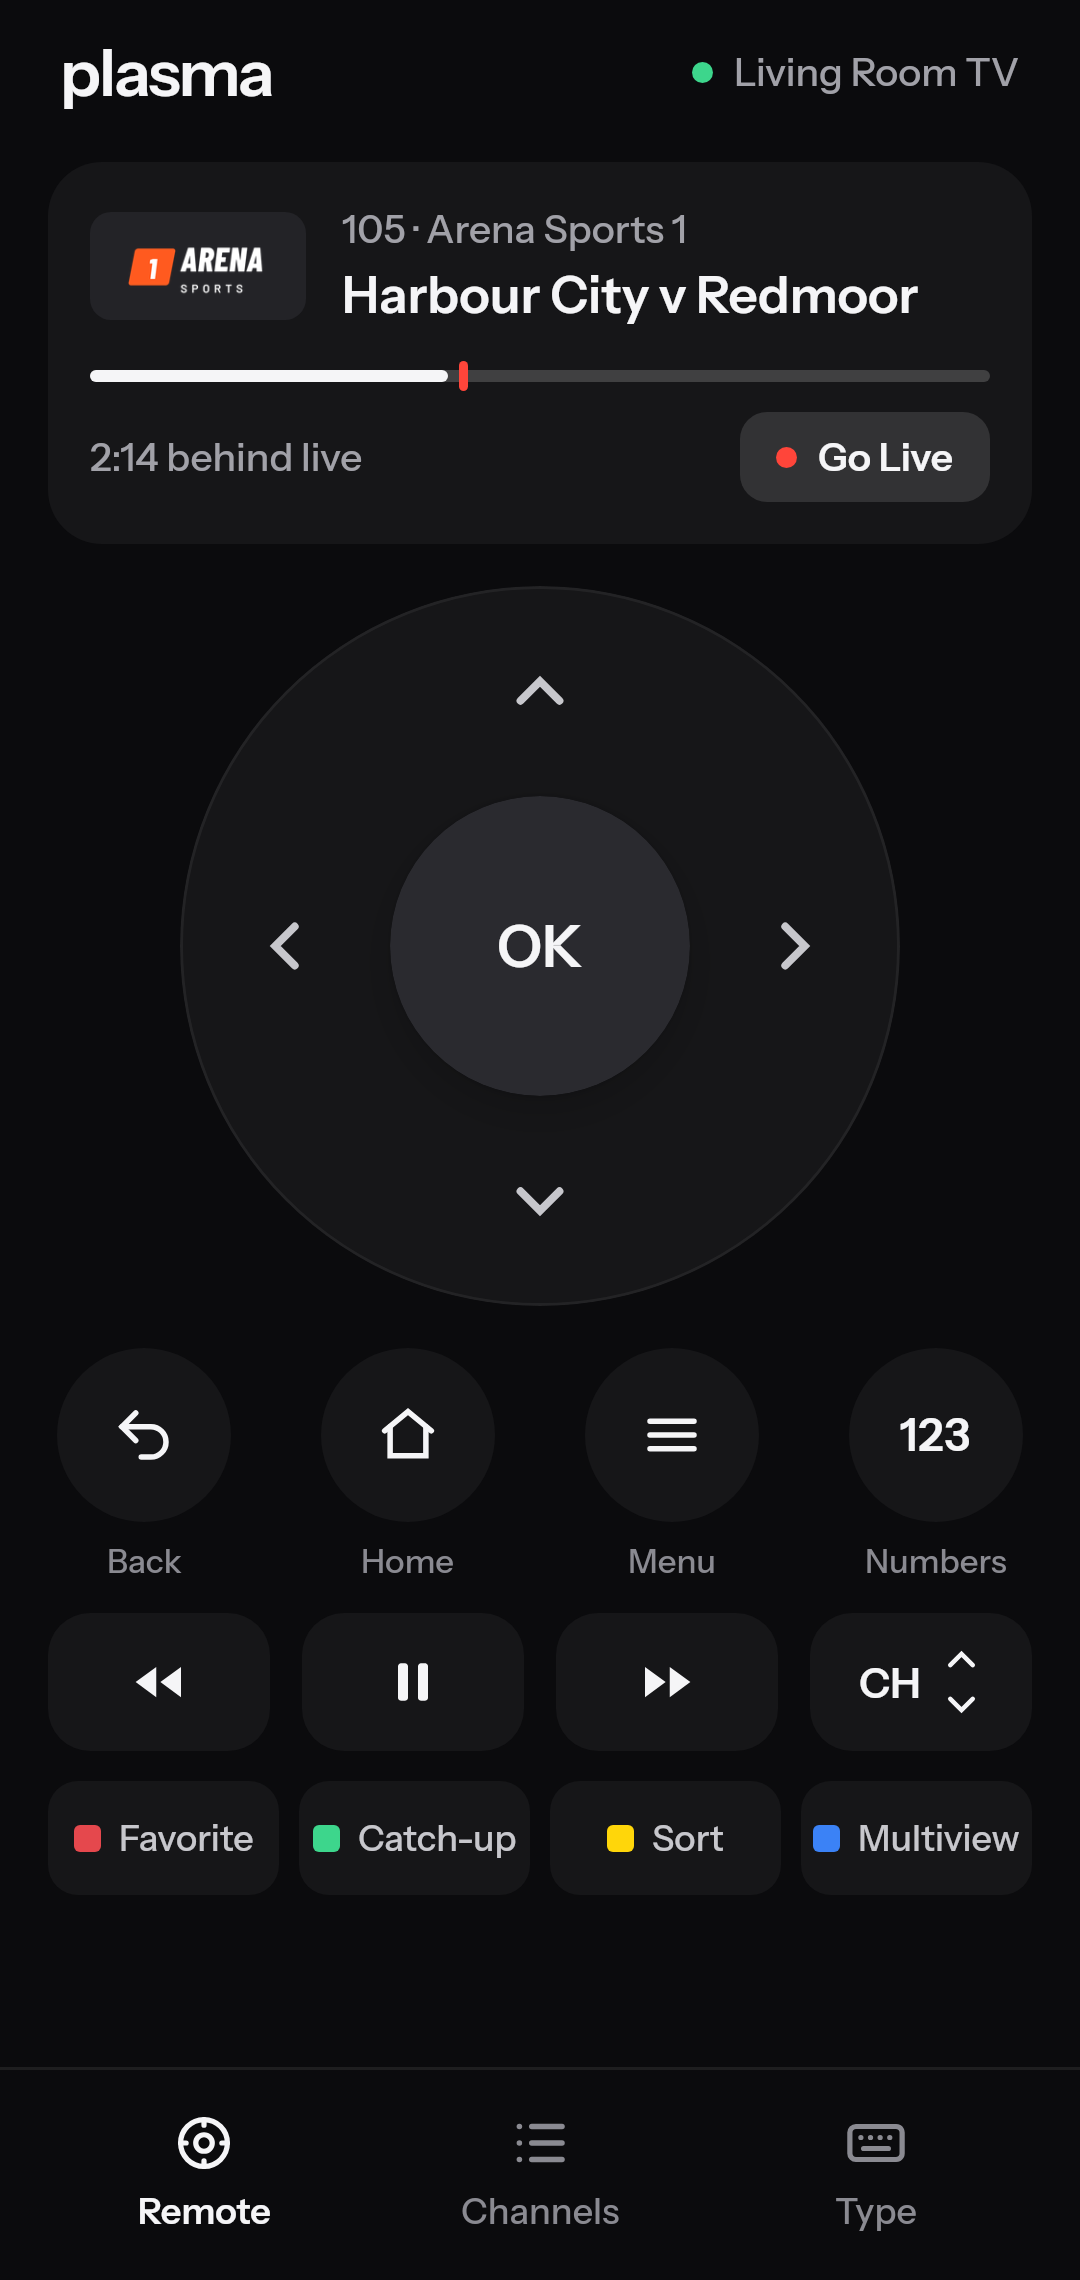 plasma
Living Room TV
1 ARENA
SPORTS
105 · Arena Sports 1
Harbour City v Redmoor
2:14 behind live
Go Live
OK
123
Back
Home
Menu
Numbers
CH
Favorite
Catch-up
Sort
Multiview
Remote
Channels
Type